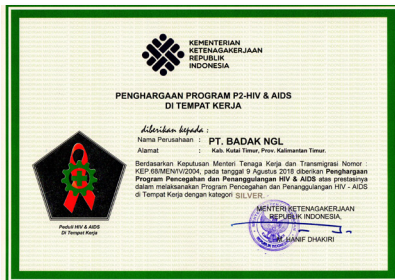 KEMENTERIAN
KETENAGAKERJAAN
REPUBLIK
INDONESIA
PENGHARGAAN PROGRAM P2-HIV & AIDS
DI TEMPAT KERJA
diberikan kepada :
Nama Perusahaan : PT. BADAK NGL
Alamat : Kab. Kutai Timur, Prov. Kalimantan Timur.
Berdasarkan Keputusan Menteri Tenaga Kerja dan Transmigrasi Nomor :
KEP.68/MEN/IV/2004, pada tanggal 9 Agustus 2018 diberikan Penghargaan
Program Pencegahan dan Penanggulangan HIV & AIDS atas prestasinya
dalam melaksanakan Program Pencegahan dan Penanggulangan HIV - AIDS
di Tempat Kerja dengan kategori SILVER.
Peduli HIV & AIDS
Di Tempat Kerja
MENTERI KETENAGAKERJAAN
REPUBLIK INDONESIA,
HANIF DHAKIRI